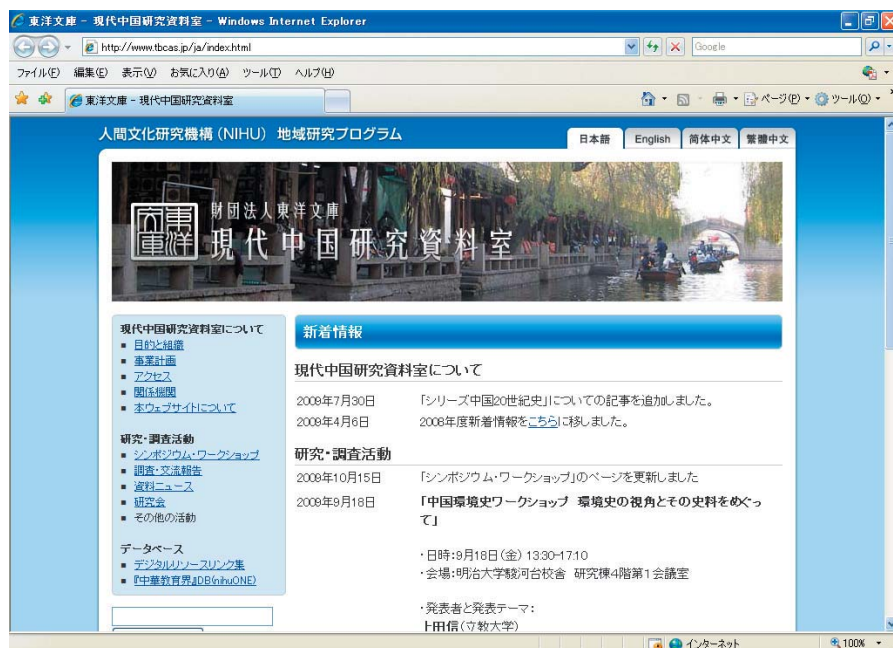 東洋文庫 - 現代中国研究資料室 - Windows Internet Explorer
http://www.tbcas.jp/ja/index.html
Google
ファイル(F) 編集(E) 表示(V) お気に入り(A) ツール(T) ヘルプ(H)
東洋文庫 - 現代中国研究資料室
ページ(P) ツール(O)
人間文化研究機構(NIHU) 地域研究プログラム
日本語 English 简体中文 繁體中文
東洋文庫
財団法人東洋文庫
現代中国研究資料室
現代中国研究資料室について
目的と組織
事業計画
アクセス
関係機関
本ウェブサイトについて
研究・調査活動
シンポジウム・ワークショップ
調査・交流報告
資料ニュース
研究会
その他の活動
データベース
デジタルリソースリンク集
『中華教育界』DB(nihuONE)
新着情報
現代中国研究資料室について
2009年7月30日 「シリーズ中国20世紀史」についての記事を追加しました。
2009年4月6日 2008年度新着情報をこちらに移しました。
研究・調査活動
2009年10月15日 「シンポジウム・ワークショップ」のページを更新しました
2009年9月18日 「中国環境史ワークショップ 環境史の視角とその史料をめぐっ
て」
・日時:9月18日(金) 13:30-17:10
・会場:明治大学駿河台校舎 研究棟4階第1会議室
・発表者と発表テーマ:
上田信(立教大学)
インターネット
100%